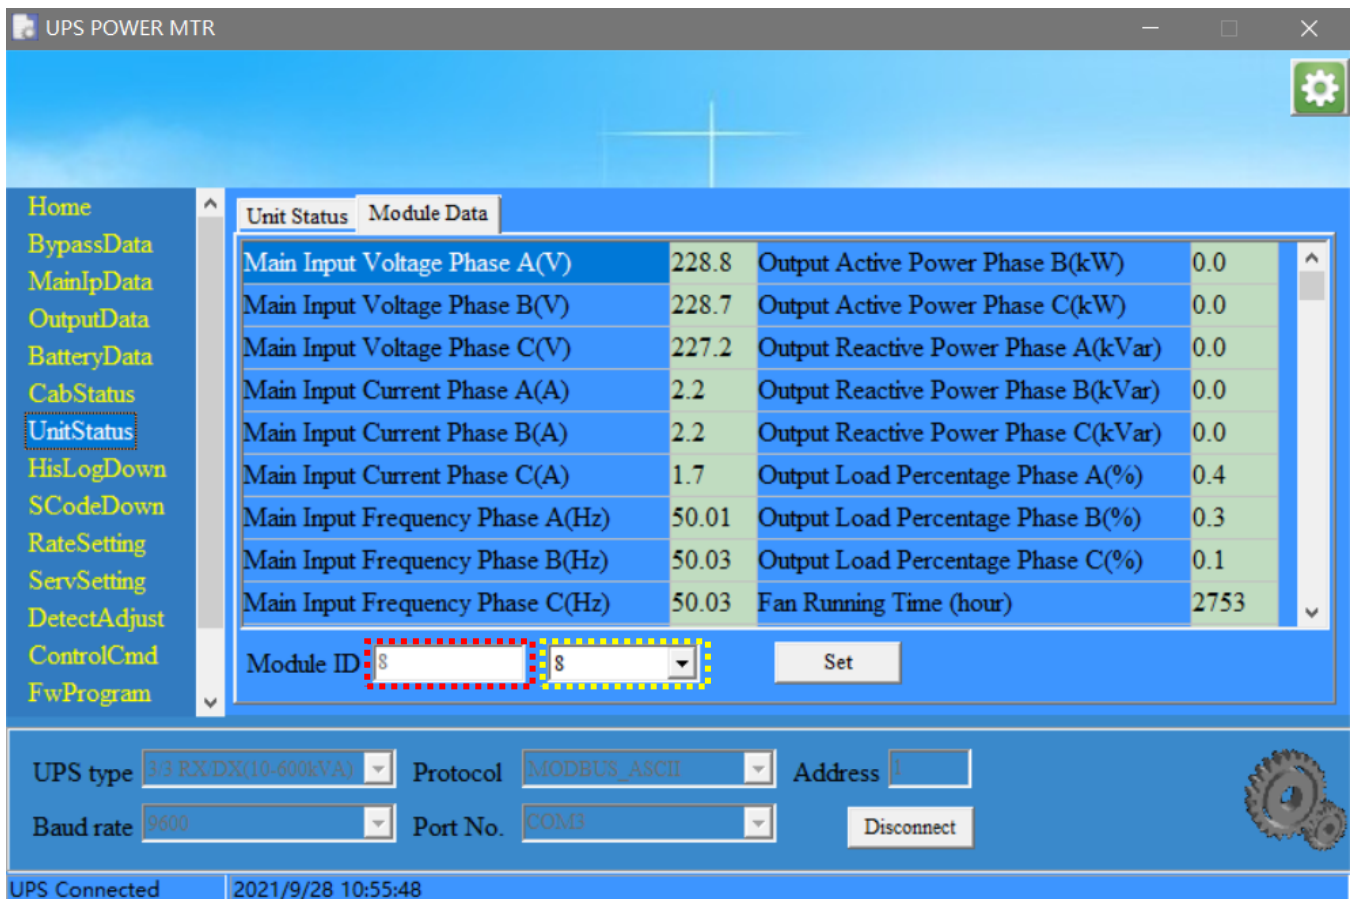 UPS POWER MTR
Home
BypassData
MainIpData
OutputData
BatteryData
CabStatus
UnitStatus
HisLogDown
SCodeDown
RateSetting
ServSetting
DetectAdjust
ControlCmd
FwProgram
Unit Status Module Data
Main Input Voltage Phase A(V) 228.8 Output Active Power Phase B(kW) 0.0
Main Input Voltage Phase B(V) 228.7 Output Active Power Phase C(kW) 0.0
Main Input Voltage Phase C(V) 227.2 Output Reactive Power Phase A(kVar) 0.0
Main Input Current Phase A(A) 2.2 Output Reactive Power Phase B(kVar) 0.0
Main Input Current Phase B(A) 2.2 Output Reactive Power Phase C(kVar) 0.0
Main Input Current Phase C(A) 1.7 Output Load Percentage Phase A(%) 0.4
Main Input Frequency Phase A(Hz) 50.01 Output Load Percentage Phase B(%) 0.3
Main Input Frequency Phase B(Hz) 50.03 Output Load Percentage Phase C(%) 0.1
Main Input Frequency Phase C(Hz) 50.03 Fan Running Time (hour) 2753
Module ID 8 8 Set
UPS type 3/3 RX/DX(10-600kVA) Protocol MODBUS_ASCII Address 1
Baud rate 9600 Port No. COM3 Disconnect
UPS Connected 2021/9/28 10:55:48